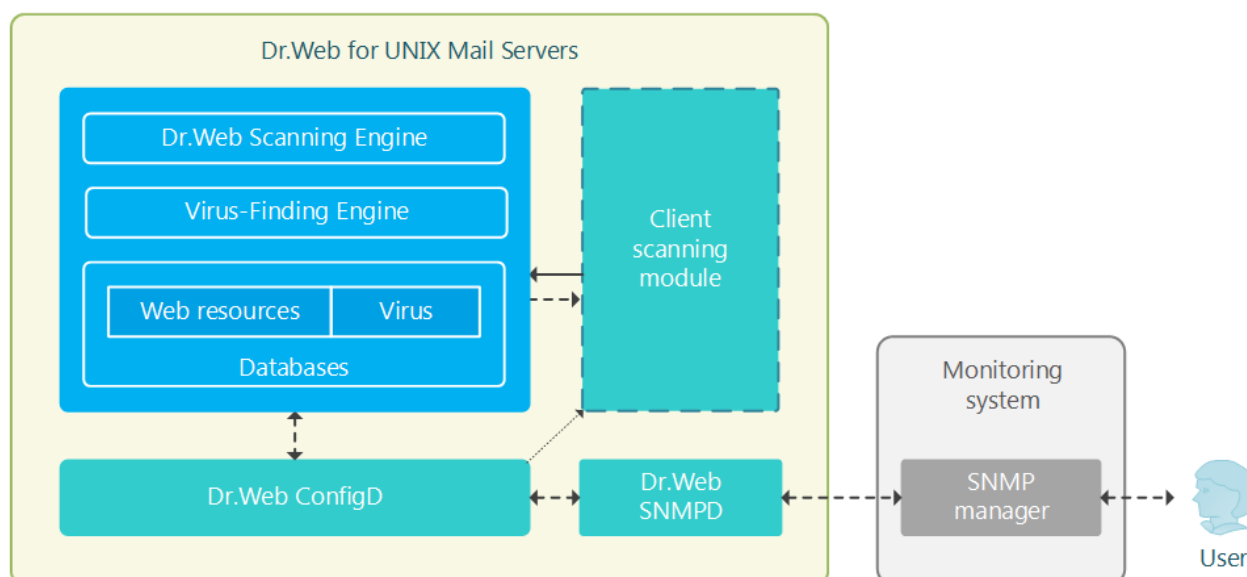 Dr.Web for UNIX Mail Servers
Dr.Web Scanning Engine
Virus-Finding Engine
Web resources
Virus
Databases
Client
scanning
module
Dr.Web ConfigD
Dr.Web
SNMPD
Monitoring
system
SNMP
manager
User